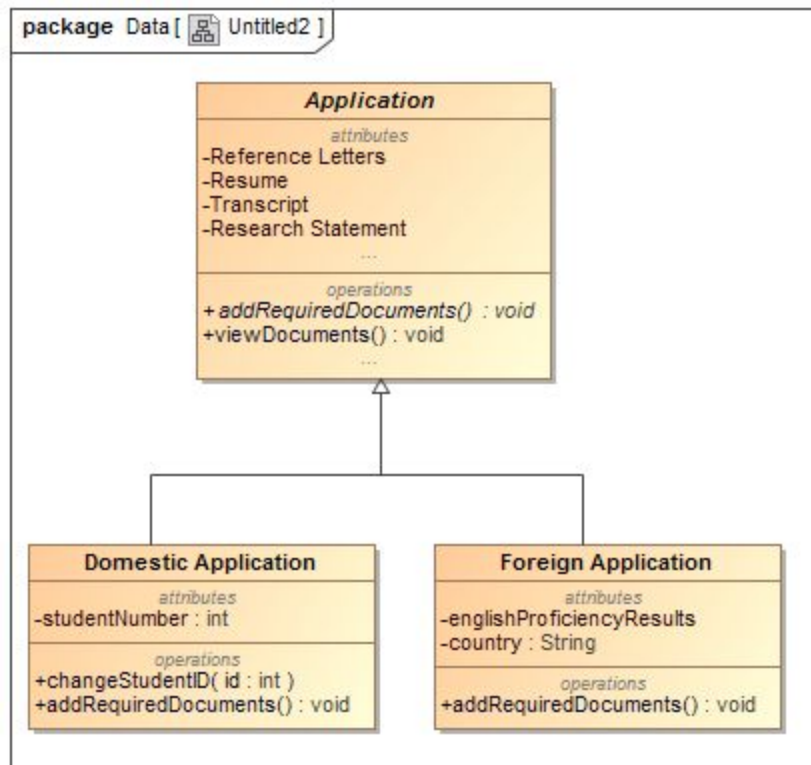 package Data [ Untitled2 ]
Application
attributes
-Reference Letters
-Resume
-Transcript
-Research Statement
...
operations
+ addRequiredDocuments() : void
+viewDocuments() : void
...
Domestic Application
attributes
-studentNumber : int
operations
+changeStudentID( id : int )
+addRequiredDocuments() : void
Foreign Application
attributes
-englishProficiencyResults
-country : String
operations
+addRequiredDocuments() : void